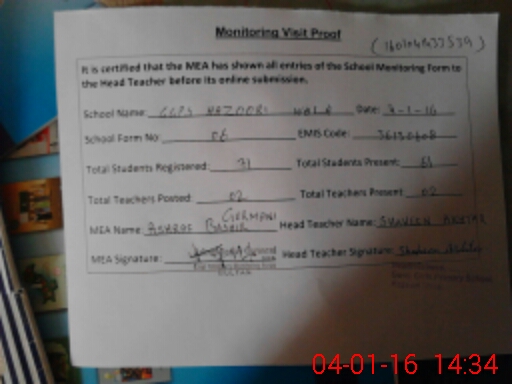 Monitoring Visit Proof
It is certified that the MEA has shown all entries of the School Monitoring Form to
the Head Teacher before its online submission.
School Name: GGPS HAZOORI WALA Date: 4-1-16
School Form No: 06 EMIS Code:
Total Students Registered: 71 Total Students Present: 61
Total Teachers Posted: 02 Total Teachers Present: 02
MEA Name: ASHRAF BASHIR Head Teacher Name: AKHTAR
MEA Signature: Head Teacher Signature:
04-01-16 14:34